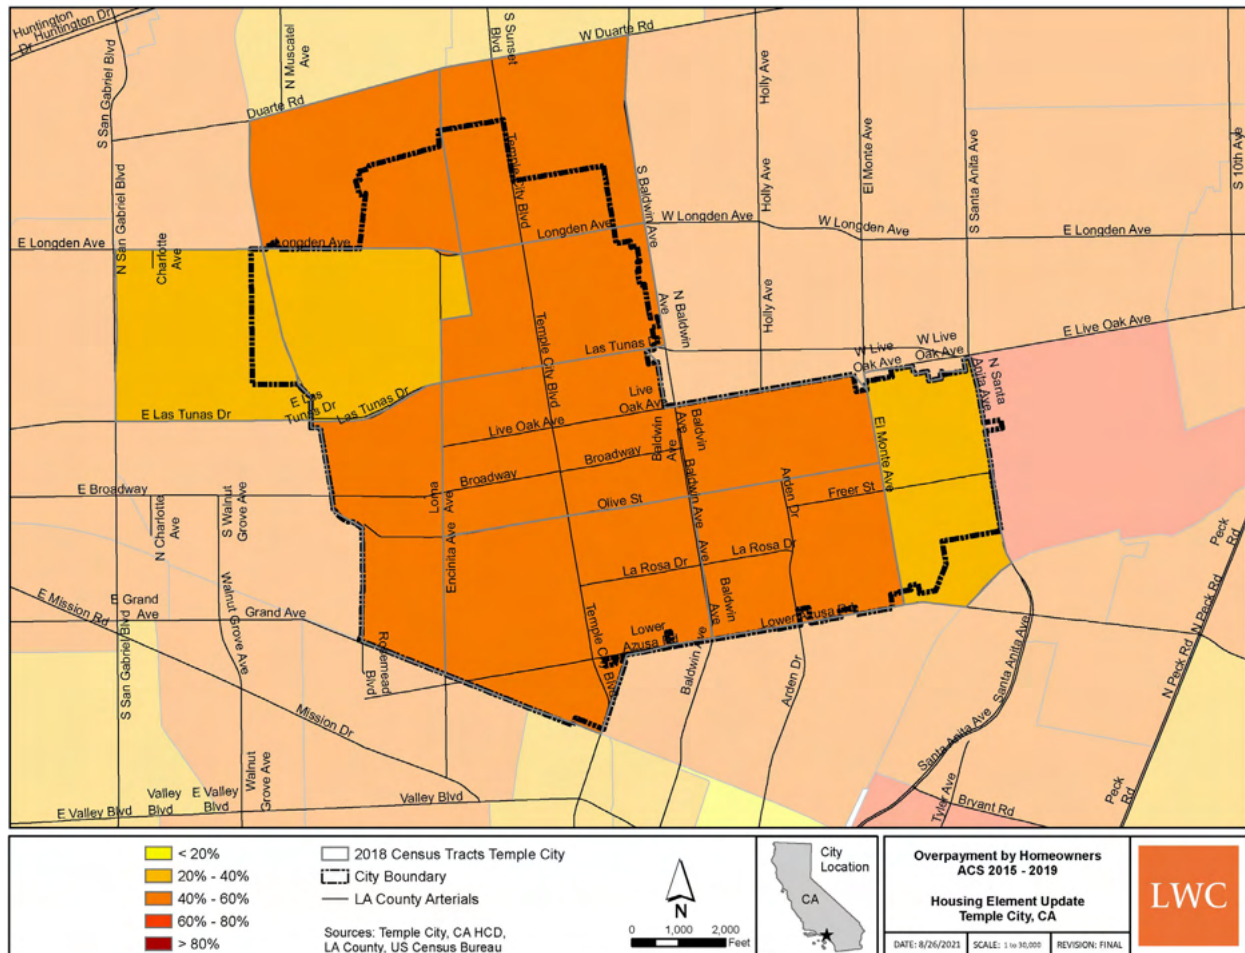 Huntington
Dr
Huntington Dr
S San Gabriel Blvd
N Muscatel
Ave
S Sunset
Blvd
W Duarte Rd
Duarte Rd
Holly Ave
El Monte Ave
S Santa Anita Ave
S 10th Ave
N San Gabriel Blvd
Temple City Blvd
S Baldwin Ave
Holly Ave
E Longden Ave
Charlotte
Ave
Longden Ave
Longden Ave
W Longden Ave
W Longden Ave
E Longden Ave
N Baldwin
Ave
Holly Ave
Temple City Blvd
Las Tunas
W Live
Oak Ave
W Live
Oak Ave
E Live Oak Ave
N Santa
Anita Ave
E Las Tunas Dr
E Las
Tunas Dr
Las Tunas Dr
Live
Oak Ave
Live Oak Ave
Baldwin
Ave
Baldwin
Ave
El Monte Ave
Broadway
Broadway
E Broadway
N Charlotte
Ave
S Walnut
Grove Ave
Loma
Ave
Olive St
Baldwin Ave
Arden Dr
Freer St
Encinita Ave
La Rosa Dr
La Rosa Dr
Ave
Baldwin
Ave
Peck
Rd
N Peck Rd
E Mission Rd
E Grand
Ave
Grand Ave
Walnut Grove Ave
S San Gabriel Blvd
Rosemead
Blvd
Temple City Blvd
Lower
Azusa Rd
Lower Azusa Rd
Baldwin Ave
Arden Dr
Santa Anita Ave
Santa Anita Ave
N Peck Rd
Mission Dr
Walnut
Grove Ave
E Valley Blvd
Valley
Blvd
E Valley
Blvd
Valley Blvd
Tyler Ave
Bryant Rd
Peck
Rd
< 20%
20% - 40%
40% - 60%
60% - 80%
> 80%
2018 Census Tracts Temple City
City Boundary
LA County Arterials
Sources: Temple City, CA HCD,
LA County, US Census Bureau
N
0 1,000 2,000
Feet
City
Location
CA
Overpayment by Homeowners
ACS 2015 - 2019
Housing Element Update
Temple City, CA
DATE: 8/26/2021
SCALE: 1 to 30,000
REVISION: FINAL
LWC